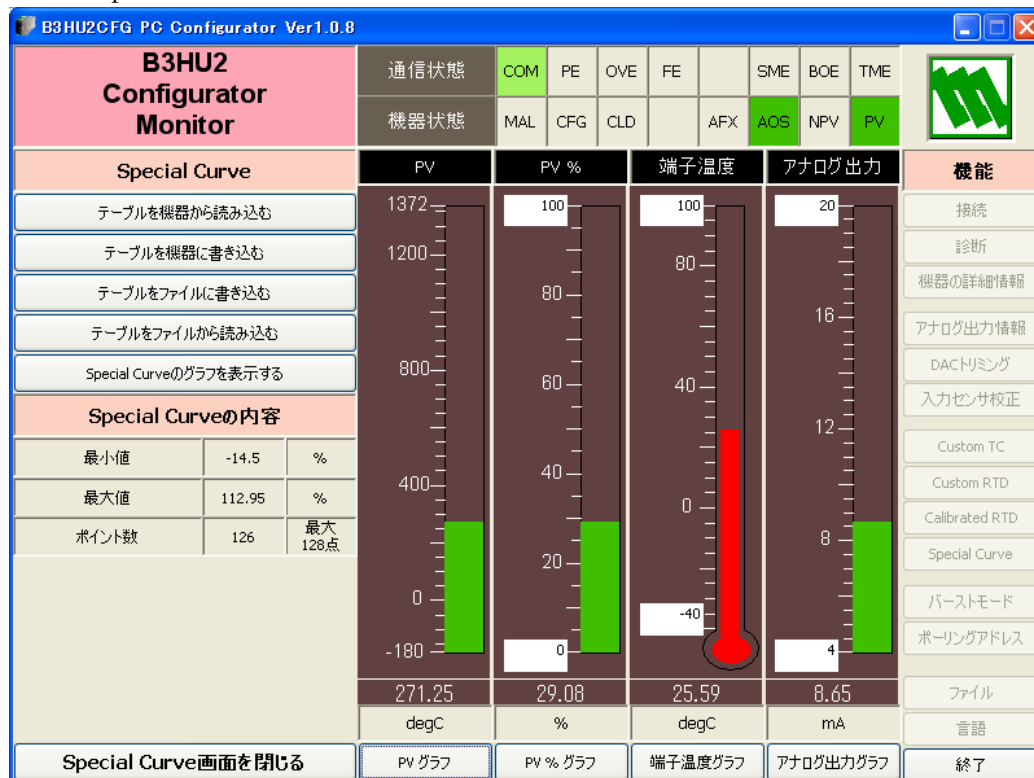 B3HU2CFG PC Configurator Ver1.0.8
B3HU2
Configurator
Monitor
通信状態 COM PE OVE FE SME BOE TME
機器状態 MAL CFG CLD AFX AOS NPV PV
Special Curve
テーブルを機器から読み込む
テーブルを機器に書き込む
テーブルをファイルに書き込む
テーブルをファイルから読み込む
Special Curveのグラフを表示する
Special Curveの内容
最小値 -14.5 %
最大値 112.95 %
ポイント数 126 最大
128点
Special Curve画面を閉じる
PV
1372
1200
800
400
0
-180
271.25
degC
PV グラフ
PV %
100
80
60
40
20
0
29.08
%
PV % グラフ
端子温度
100
80
40
0
-40
25.59
degC
端子温度グラフ
アナログ出力
20
16
12
8
4
8.65
mA
アナログ出力グラフ
機能
接続
診断
機器の詳細情報
アナログ出力情報
DACトリミング
入力センサ校正
Custom TC
Custom RTD
Calibrated RTD
Special Curve
バーストモード
ポーリングアドレス
ファイル
言語
終了